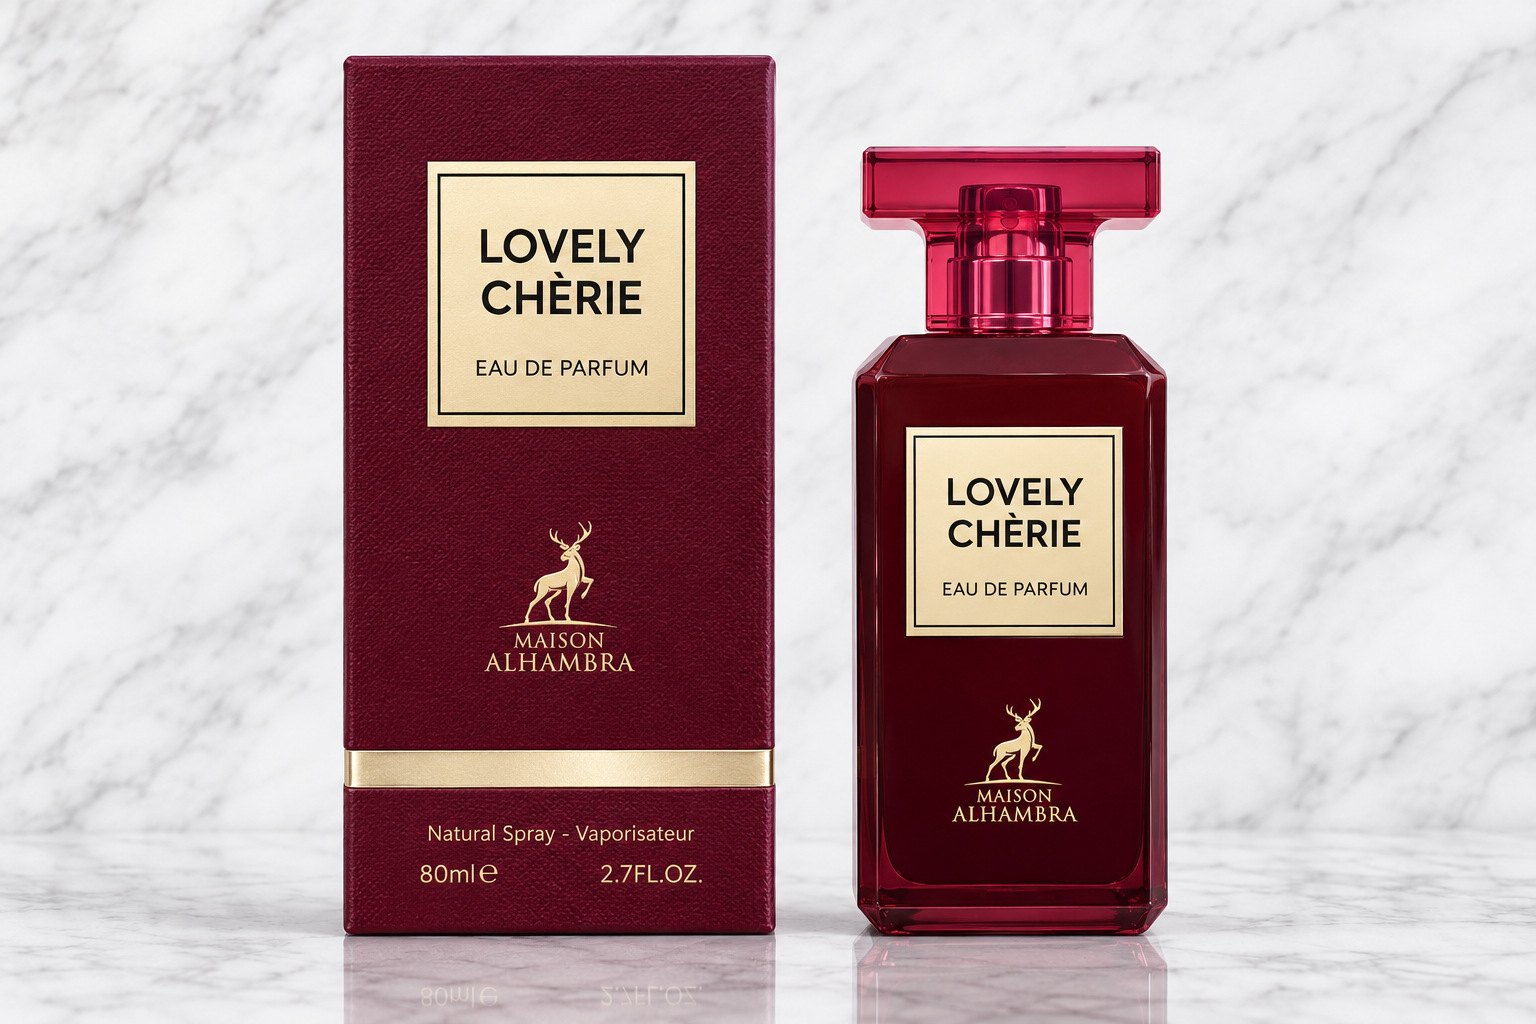 LOVELY
CHÈRIE
EAU DE PARFUM
MAISON
ALHAMBRA
Natural Spray - Vaporisateur
80ml℮ 2.7FL.OZ.
LOVELY
CHÈRIE
EAU DE PARFUM
MAISON
ALHAMBRA